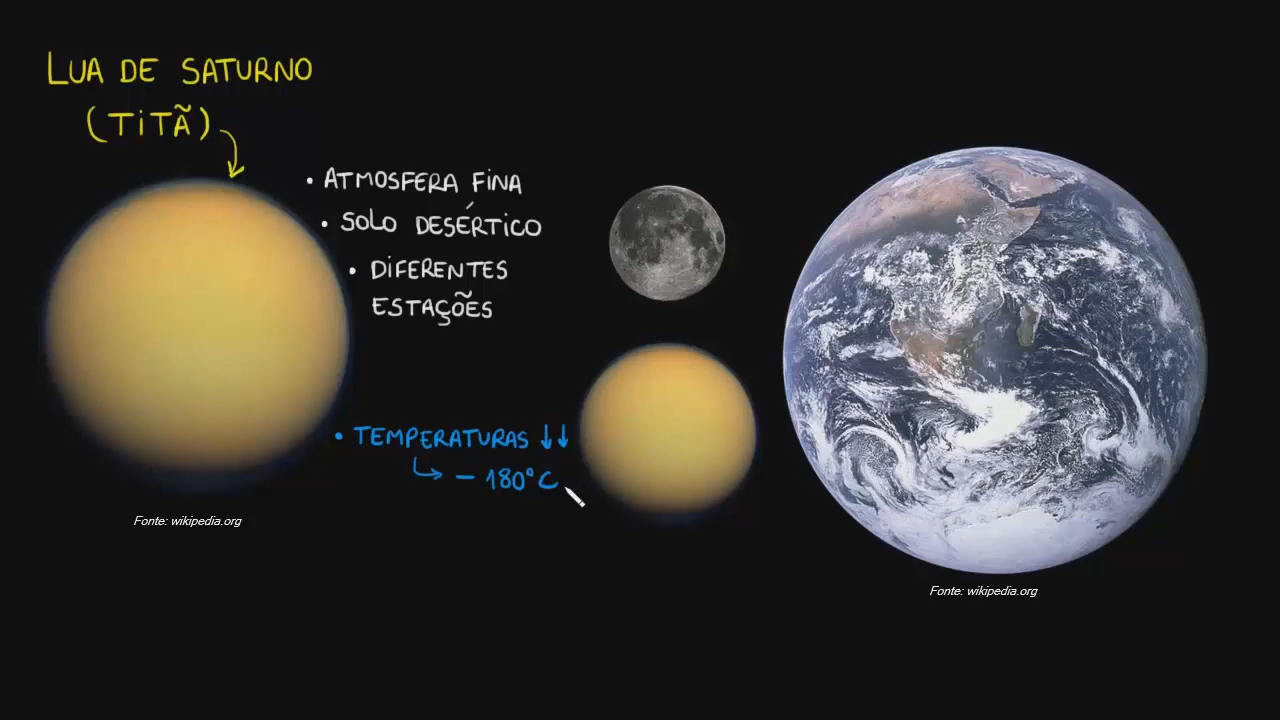 LUA DE SATURNO
(TiTÃ)
• ATMOSFERA FiNA
• SOLO DESÉRTiCO
• DiFERENTES
ESTAÇÕES
• TEMPERATURAS ↓↓
↳ - 180°C
Fonte: wikipedia.org
Fonte: wikipedia.org